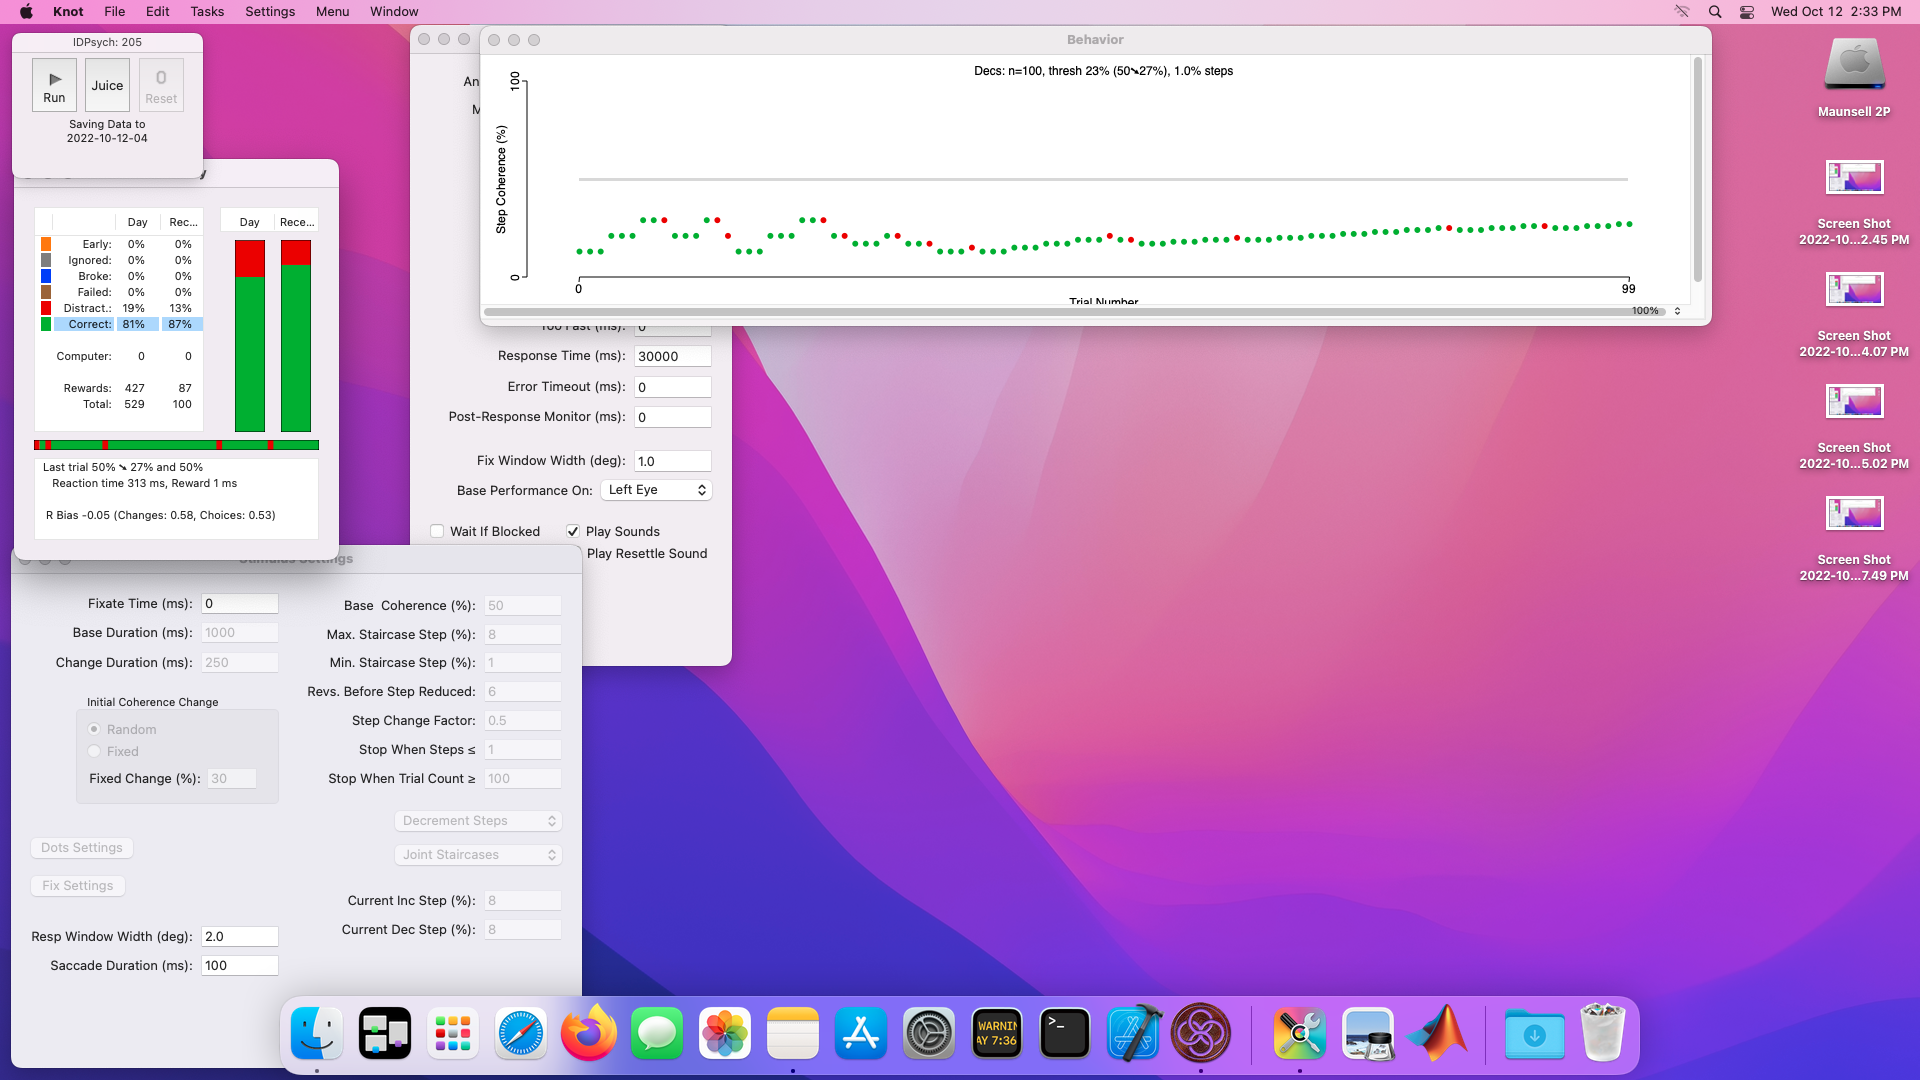 Knot File Edit Tasks Settings Menu Window
Wed Oct 12 2:33 PM
IDPsych: 205
Run
Juice
0
Reset
Saving Data to
2022-10-12-04
Day Rec...
Early: 0% 0%
Ignored: 0% 0%
Broke: 0% 0%
Failed: 0% 0%
Distract.: 19% 13%
Correct: 81% 87%
Computer: 0 0
Rewards: 427 87
Total: 529 100
Day Rece...
Last trial 50% ➘ 27% and 50%
Reaction time 313 ms, Reward 1 ms
R Bias -0.05 (Changes: 0.58, Choices: 0.53)
Behavior
Decs: n=100, thresh 23% (50➘27%), 1.0% steps
Step Coherence (%)
100
0
0
99
Trial Number
100%
An
M
Too Fast (ms): 0
Response Time (ms): 30000
Error Timeout (ms): 0
Post-Response Monitor (ms): 0
Fix Window Width (deg): 1.0
Base Performance On: Left Eye
Wait If Blocked
Play Sounds
Play Resettle Sound
Stimulus Settings
Fixate Time (ms): 0
Base Duration (ms): 1000
Change Duration (ms): 250
Initial Coherence Change
Random
Fixed
Fixed Change (%): 30
Dots Settings
Fix Settings
Resp Window Width (deg): 2.0
Saccade Duration (ms): 100
Base Coherence (%): 50
Max. Staircase Step (%): 8
Min. Staircase Step (%): 1
Revs. Before Step Reduced: 6
Step Change Factor: 0.5
Stop When Steps ≤ 1
Stop When Trial Count ≥ 100
Decrement Steps
Joint Staircases
Current Inc Step (%): 8
Current Dec Step (%): 8
Maunsell 2P
Screen Shot
2022-10...2.45 PM
Screen Shot
2022-10...4.07 PM
Screen Shot
2022-10...5.02 PM
Screen Shot
2022-10...7.49 PM
WARNIN
AY 7:36
>_